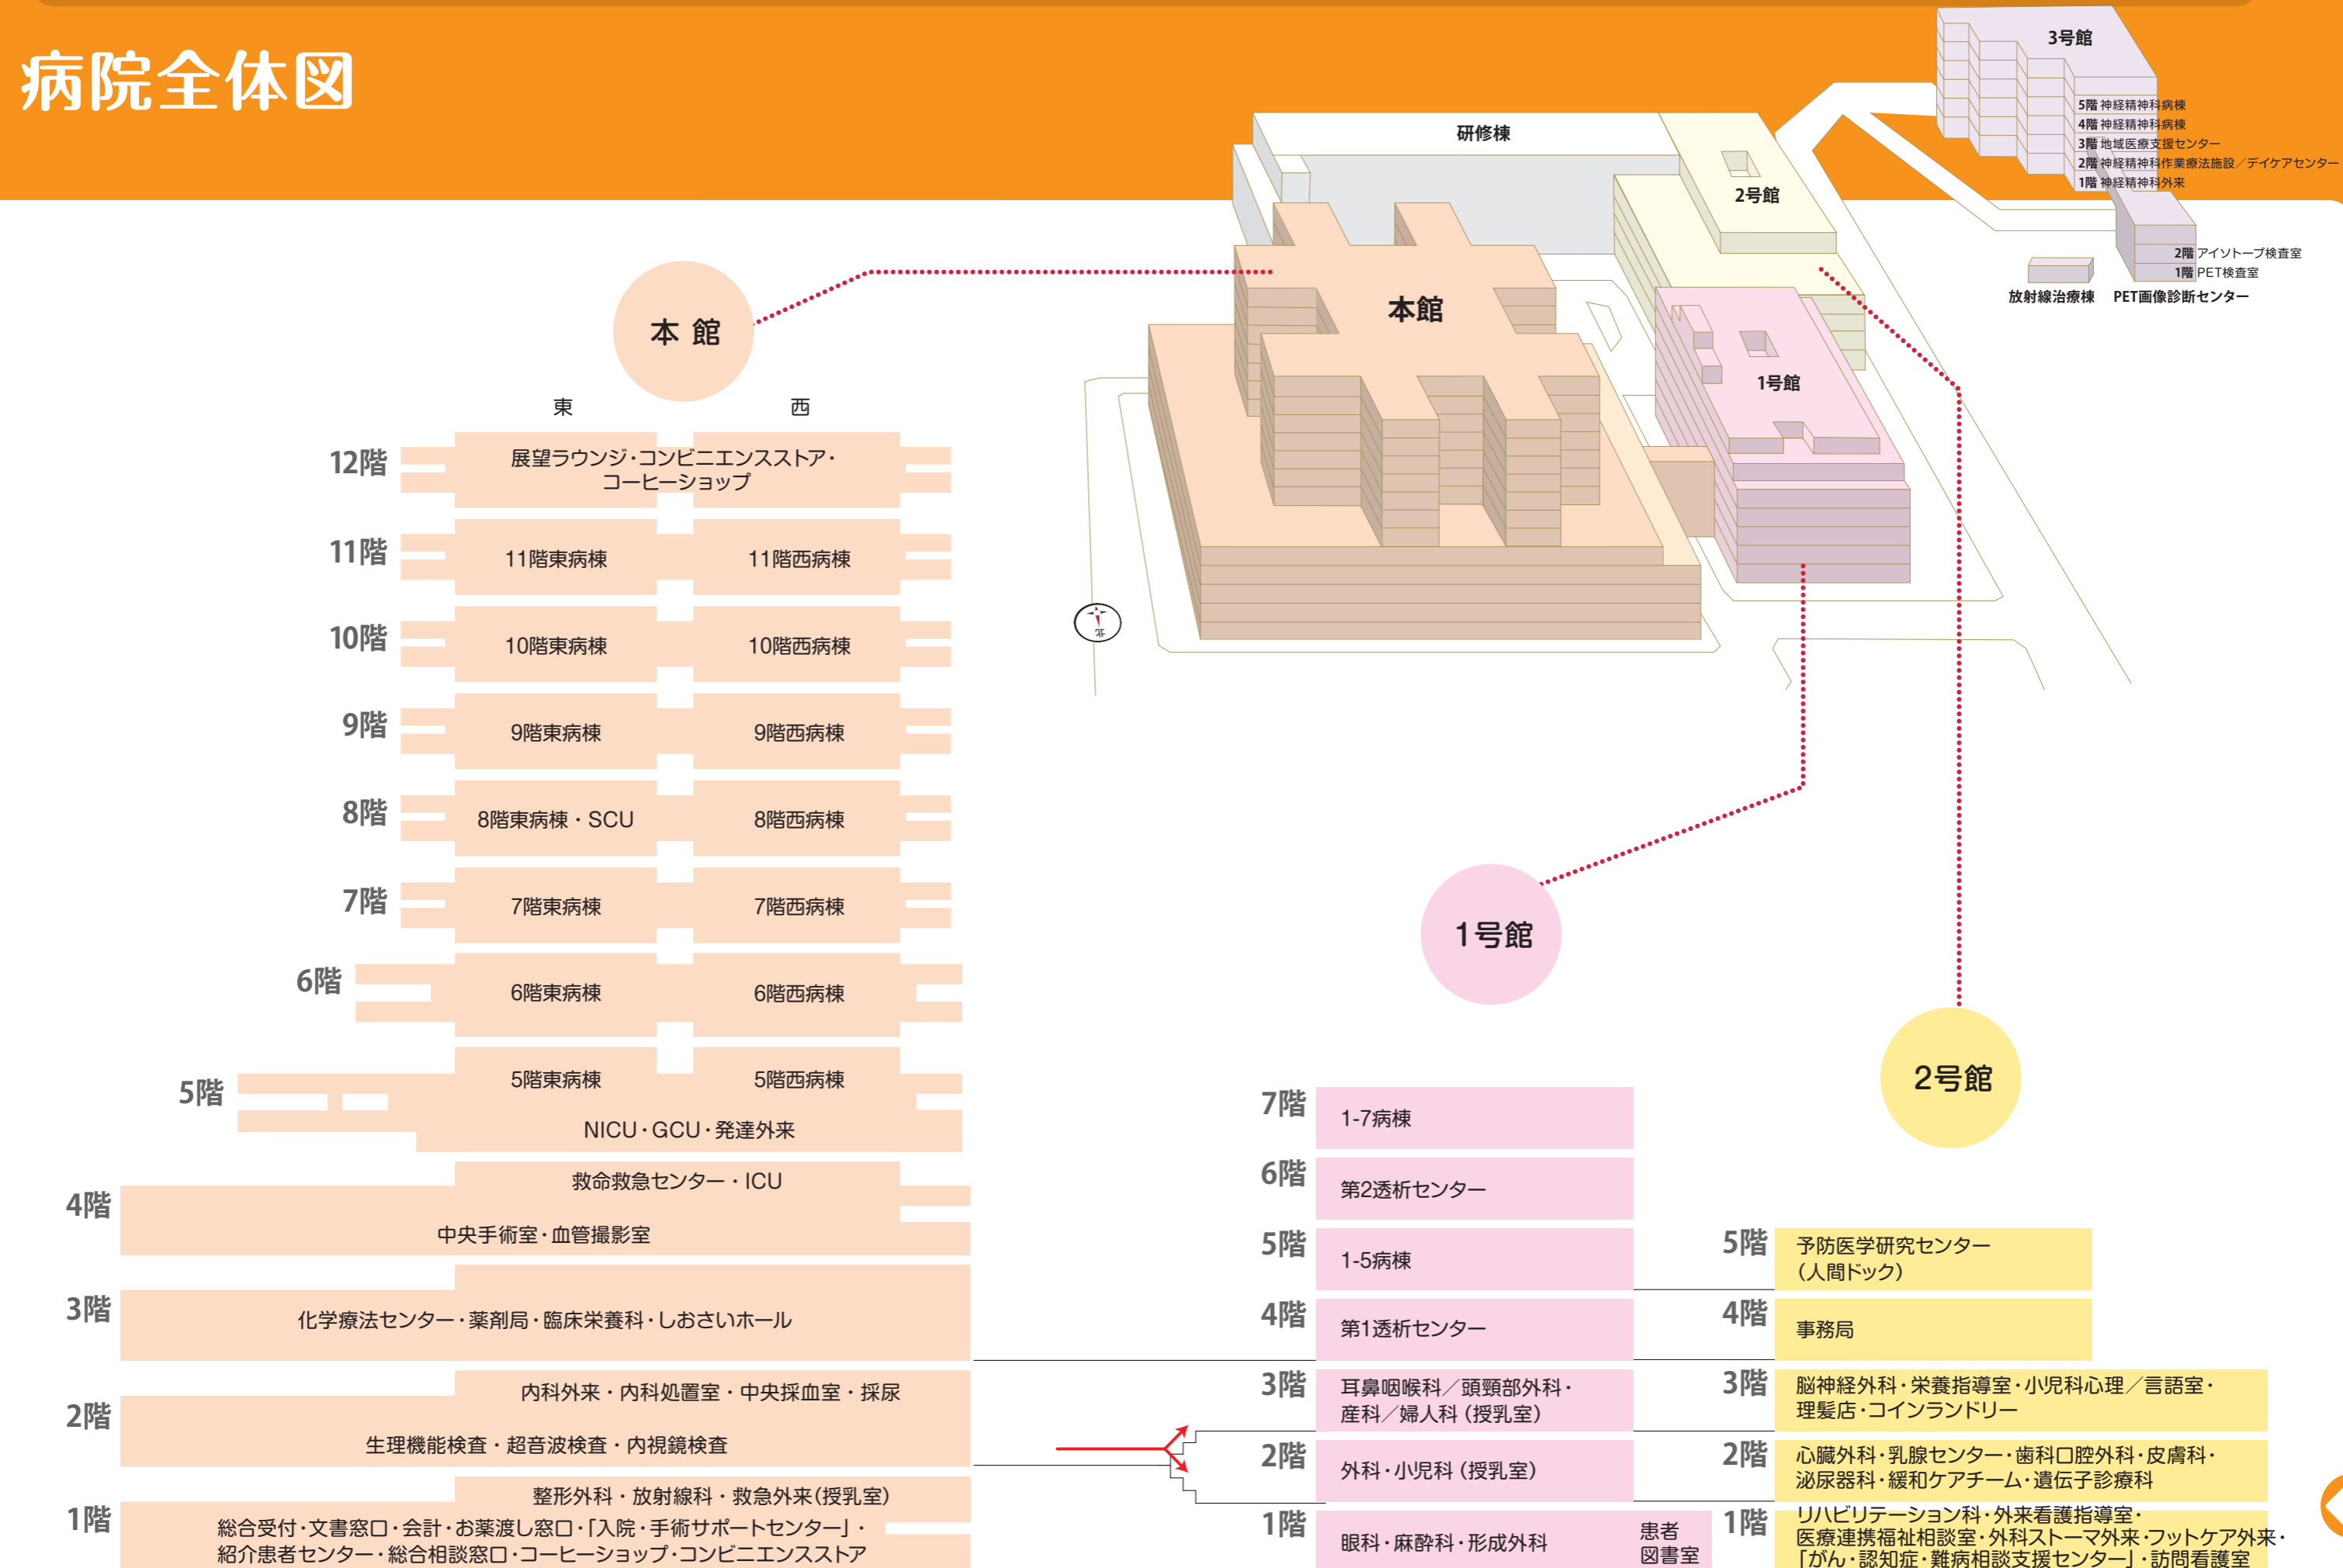 病院全体図
3号館
5階 神経精神科病棟
4階 神経精神科病棟
3階 地域医療支援センター
2階 神経精神科作業療法施設／デイケアセンター
1階 神経精神科外来
研修棟
2号館
本館
1号館
2階 アイソトープ検査室
1階 PET検査室
放射線治療棟
PET画像診断センター
北
本 館
東
西
12階
展望ラウンジ・コンビニエンスストア・
コーヒーショップ
11階
11階東病棟
11階西病棟
10階
10階東病棟
10階西病棟
9階
9階東病棟
9階西病棟
8階
8階東病棟・SCU
8階西病棟
7階
7階東病棟
7階西病棟
6階
6階東病棟
6階西病棟
5階
5階東病棟
5階西病棟
NICU・GCU・発達外来
4階
救命救急センター・ICU
中央手術室・血管撮影室
3階
化学療法センター・薬剤局・臨床栄養科・しおさいホール
2階
内科外来・内科処置室・中央採血室・採尿
生理機能検査・超音波検査・内視鏡検査
1階
整形外科・放射線科・救急外来(授乳室)
総合受付・文書窓口・会計・お薬渡し窓口・「入院・手術サポートセンター」・
紹介患者センター・総合相談窓口・コーヒーショップ・コンビニエンスストア
1号館
7階
1-7病棟
6階
第2透析センター
5階
1-5病棟
4階
第1透析センター
3階
耳鼻咽喉科／頭頸部外科・
産科／婦人科（授乳室）
2階
外科・小児科（授乳室）
1階
眼科・麻酔科・形成外科
患者
図書室
2号館
5階
予防医学研究センター
（人間ドック）
4階
事務局
3階
脳神経外科・栄養指導室・小児科心理／言語室・
理髪店・コインランドリー
2階
心臓外科・乳腺センター・歯科口腔外科・皮膚科・
泌尿器科・緩和ケアチーム・遺伝子診療科
1階
リハビリテーション科・外来看護指導室・
医療連携福祉相談室・外科ストーマ外来・フットケア外来・
「がん・認知症・難病相談支援センター」・訪問看護室